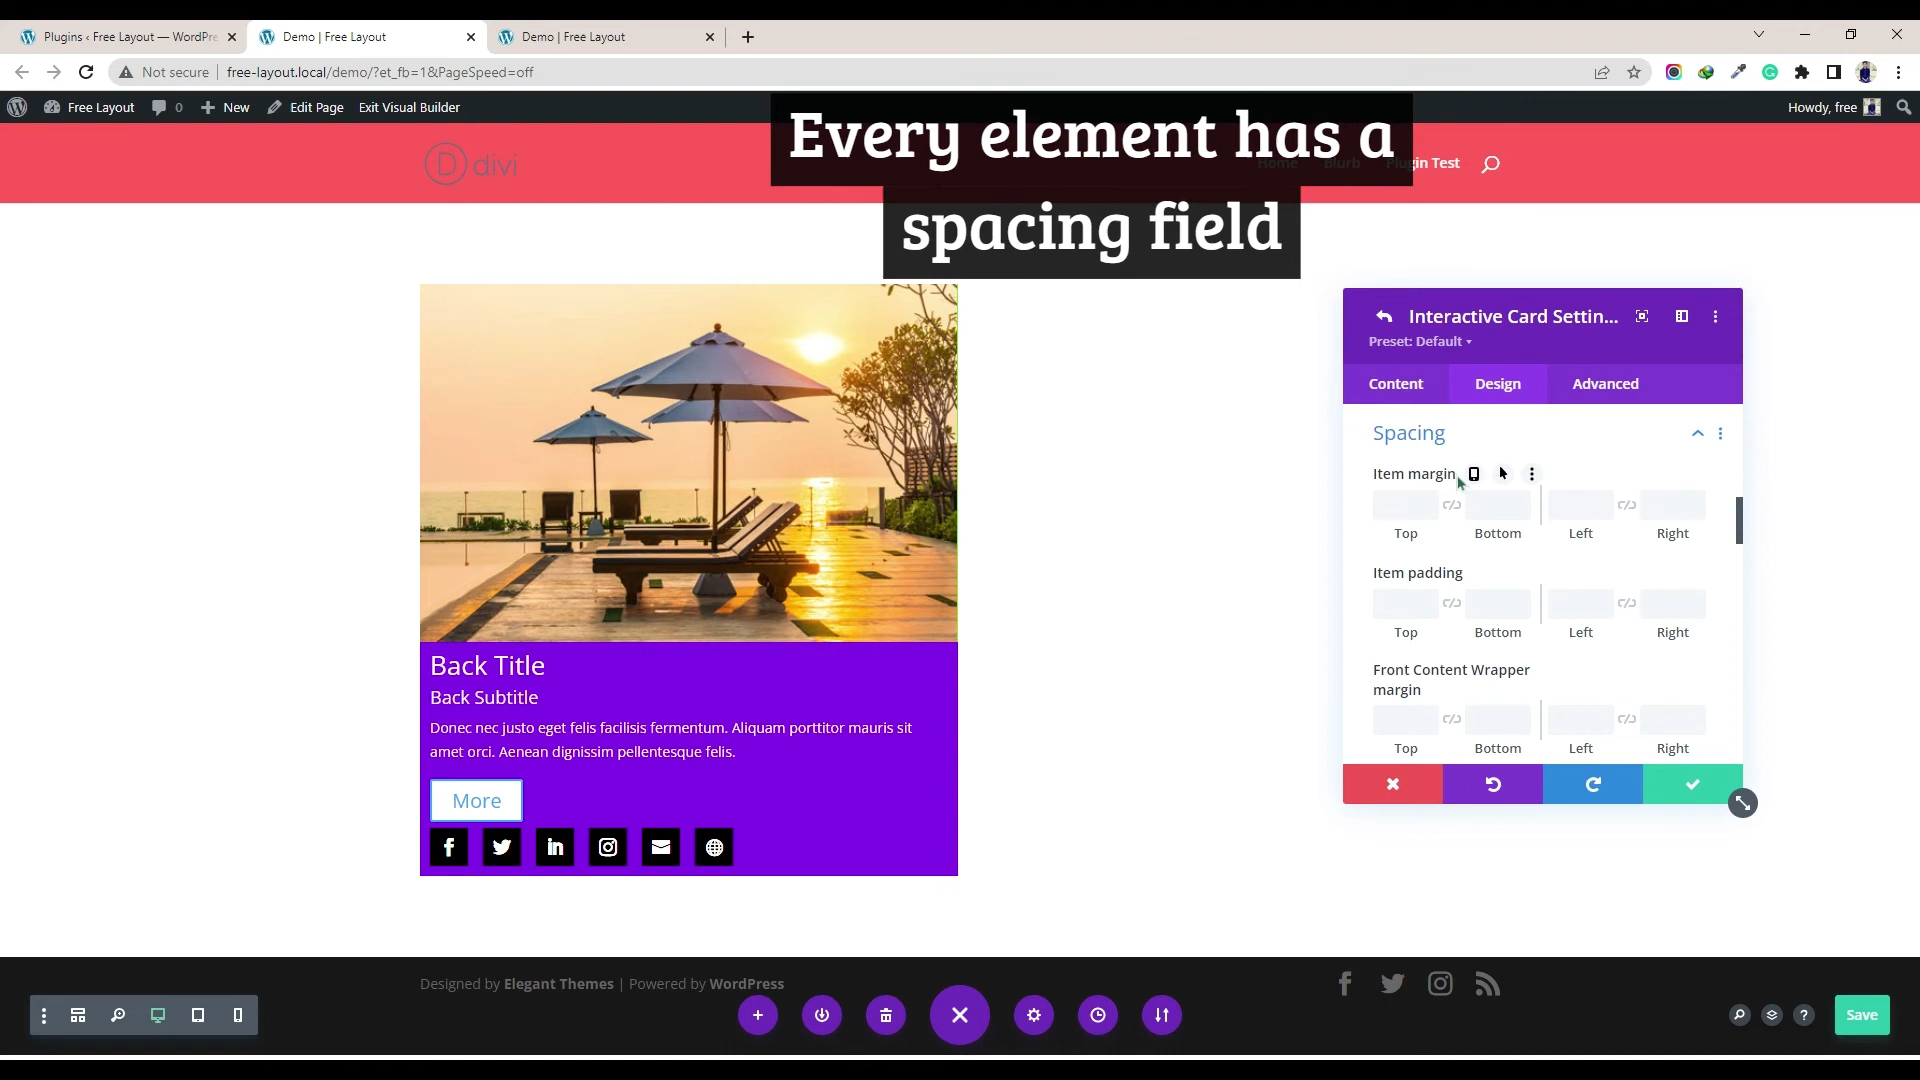 Plugins ‹ Free Layout — WordPre
Demo | Free Layout
Demo | Free Layout
Not secure
free-layout.local/demo/?et_fb=1&PageSpeed=off
Free Layout
0
New
Edit Page
Exit Visual Builder
Howdy, free
Every element has a
spacing field
D divi
Home
Blurb
Plugin Test
Interactive Card Settin...
Preset: Default
Content
Design
Advanced
Spacing
Item margin
Top
Bottom
Left
Right
Item padding
Top
Bottom
Left
Right
Front Content Wrapper
margin
Top
Bottom
Left
Right
Back Title
Back Subtitle
Donec nec justo eget felis facilisis fermentum. Aliquam porttitor mauris sit
amet orci. Aenean dignissim pellentesque felis.
More
Designed by Elegant Themes | Powered by WordPress
Save